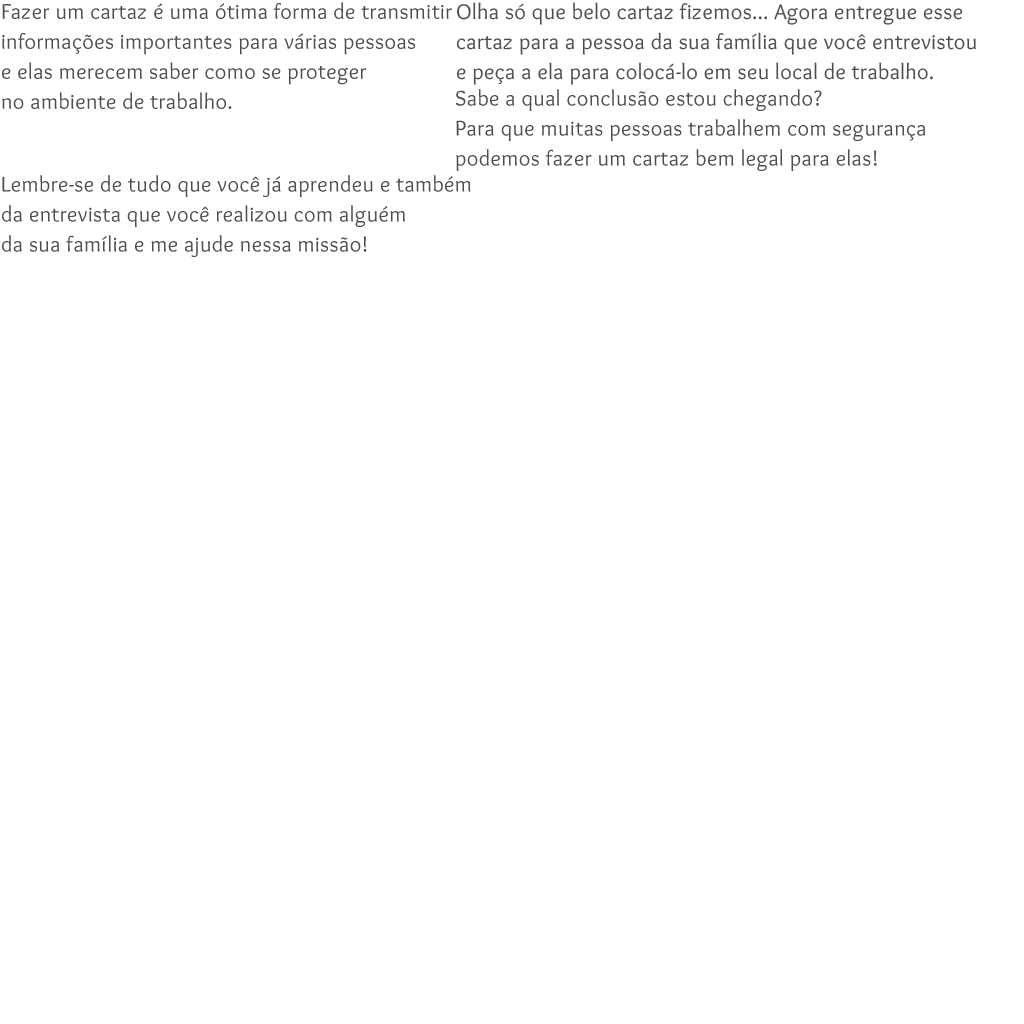 Fazer um cartaz é uma ótima forma de transmitir
informações importantes para várias pessoas
e elas merecem saber como se proteger
no ambiente de trabalho.
Olha só que belo cartaz fizemos... Agora entregue esse
cartaz para a pessoa da sua família que você entrevistou
e peça a ela para colocá-lo em seu local de trabalho.
Sabe a qual conclusão estou chegando?
Para que muitas pessoas trabalhem com segurança
podemos fazer um cartaz bem legal para elas!
Lembre-se de tudo que você já aprendeu e também
da entrevista que você realizou com alguém
da sua família e me ajude nessa missão!